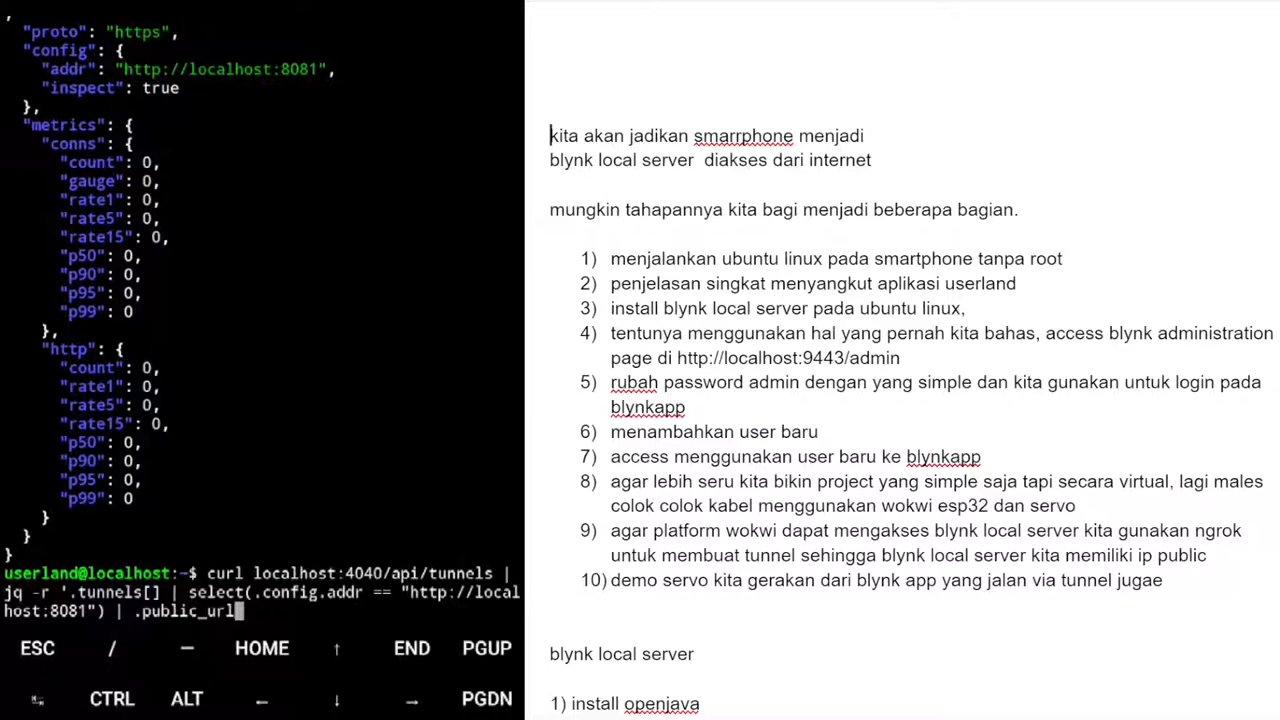 ,
"proto": "https",
"config": {
"addr": "http://localhost:8081",
"inspect": true
},
"metrics": {
"conns": {
"count": 0,
"gauge": 0,
"rate1": 0,
"rate5": 0,
"rate15": 0,
"p50": 0,
"p90": 0,
"p95": 0,
"p99": 0
},
"http": {
"count": 0,
"rate1": 0,
"rate5": 0,
"rate15": 0,
"p50": 0,
"p90": 0,
"p95": 0,
"p99": 0
}
}
}
userland@localhost:~$ curl localhost:4040/api/tunnels |
jq -r '.tunnels[] | select(.config.addr == "http://local
host:8081") | .public_url
ESC / — HOME ↑ END PGUP
↹ CTRL ALT ← ↓ → PGDN
kita akan jadikan smarrphone menjadi
blynk local server diakses dari internet
mungkin tahapannya kita bagi menjadi beberapa bagian.
1) menjalankan ubuntu linux pada smartphone tanpa root
2) penjelasan singkat menyangkut aplikasi userland
3) install blynk local server pada ubuntu linux,
4) tentunya menggunakan hal yang pernah kita bahas, access blynk administration
page di http://localhost:9443/admin
5) rubah password admin dengan yang simple dan kita gunakan untuk login pada
blynkapp
6) menambahkan user baru
7) access menggunakan user baru ke blynkapp
8) agar lebih seru kita bikin project yang simple saja tapi secara virtual, lagi males
colok colok kabel menggunakan wokwi esp32 dan servo
9) agar platform wokwi dapat mengakses blynk local server kita gunakan ngrok
untuk membuat tunnel sehingga blynk local server kita memiliki ip public
10) demo servo kita gerakan dari blynk app yang jalan via tunnel jugae
blynk local server
1) install openjava